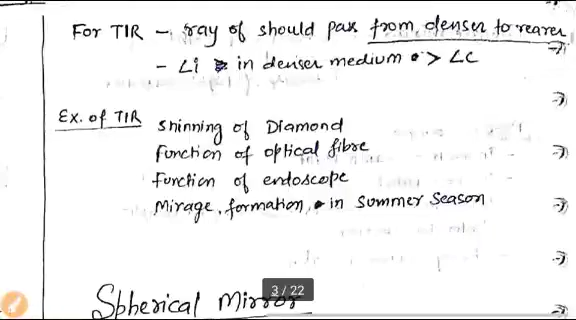 For TIR - ray of should pass from denser to rearer
- ∠i in denser medium > ∠C
Ex. of TIR
Shinning of Diamond
Function of optical fibre
Function of endoscope
Mirage formation in Summer Season
3 / 22
Spherical Mirror